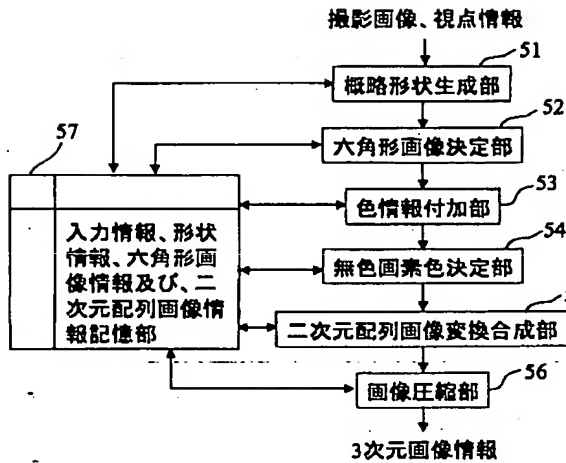 撮影画像、視点情報
51
概略形状生成部
52
57
六角形画像決定部
53
色情報付加部
入力情報、形状
情報、六角形画
像情報及び、二
次元配列画像情
報記憶部
54
無色画素色決定部
二次元配列画像変換合成部
56
画像圧縮部
3次元画像情報